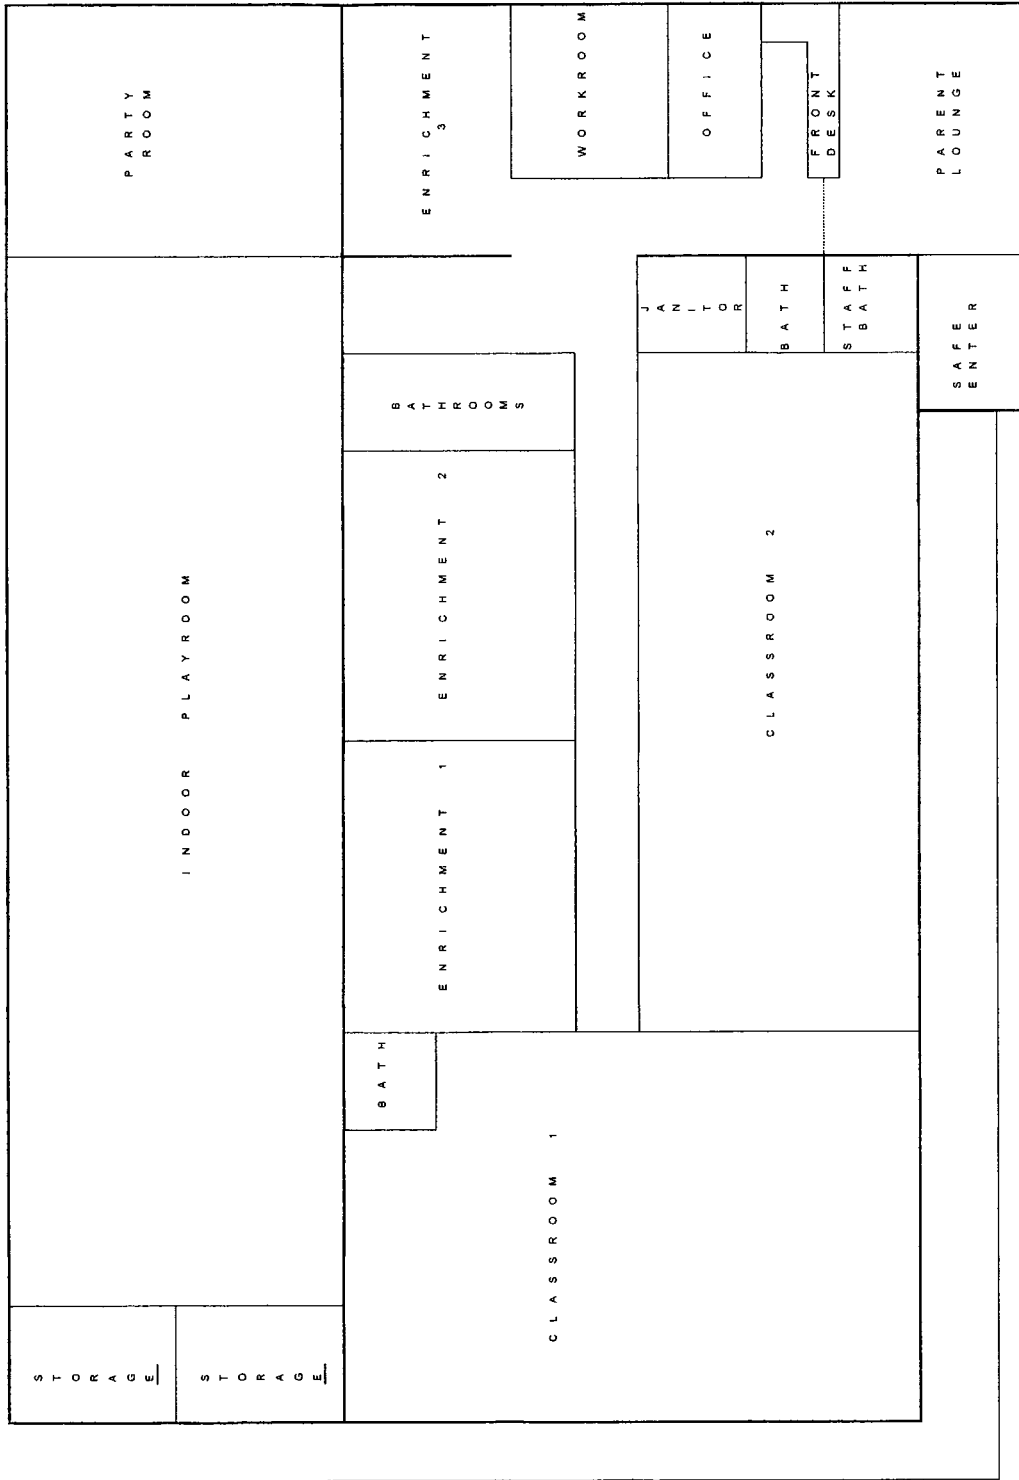 PARTY
ROOM
ENRICHMENT
3
WORKROOM
OFFICE
FRONT
DESK
PARENT
LOUNGE
JANITOR
BATH
STAFF
BATH
SAFE
ENTER
BATHROOMS
ENRICHMENT 2
CLASSROOM 2
INDOOR PLAYROOM
ENRICHMENT 1
BATH
CLASSROOM 1
STORAGE
STORAGE